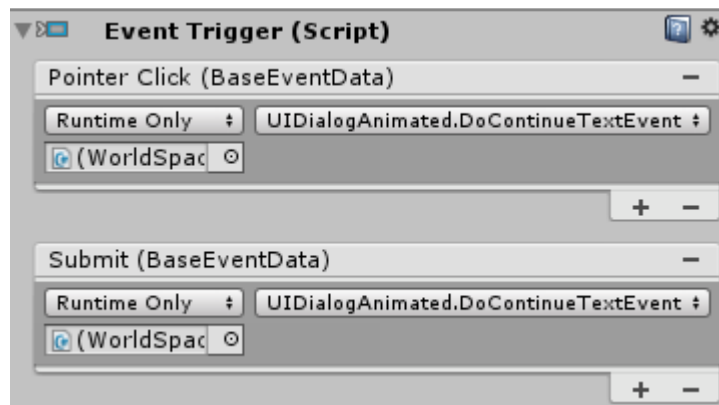 Event Trigger (Script)
Pointer Click (BaseEventData)
Runtime Only UIDialogAnimated.DoContinueTextEvent
(WorldSpac
Submit (BaseEventData)
Runtime Only UIDialogAnimated.DoContinueTextEvent
(WorldSpac